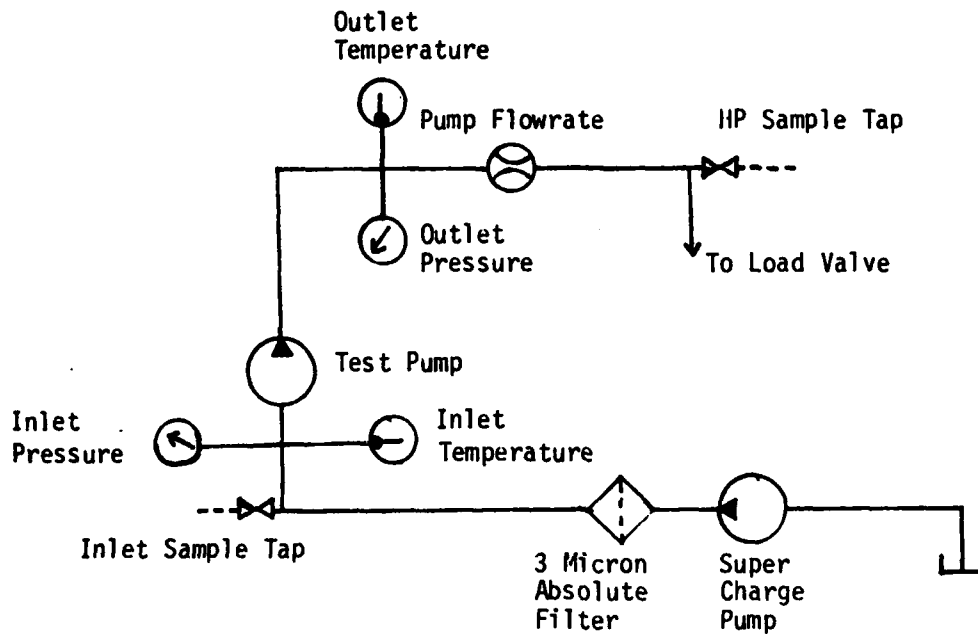 Outlet
Temperature
Pump Flowrate
HP Sample Tap
Outlet
Pressure
To Load Valve
Test Pump
Inlet
Pressure
Inlet
Temperature
Inlet Sample Tap
3 Micron
Absolute
Filter
Super
Charge
Pump